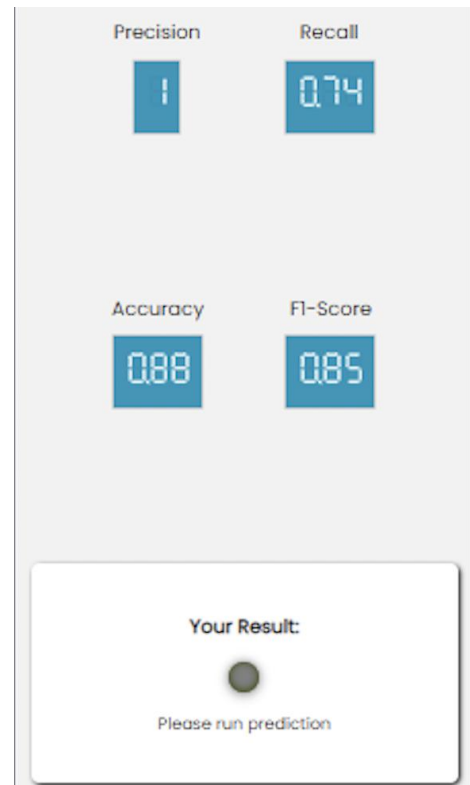 Precision Recall
1 0.74
Accuracy F1-Score
0.88 0.85
Your Result:
Please run prediction